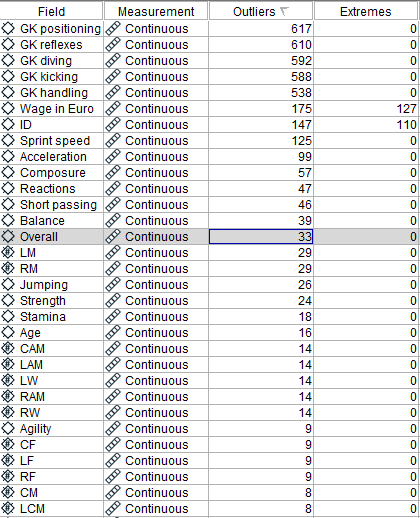 Field Measurement Outliers Extremes
GK positioning Continuous 617 0
GK reflexes Continuous 610 0
GK diving Continuous 592 0
GK kicking Continuous 588 0
GK handling Continuous 538 0
Wage in Euro Continuous 175 127
ID Continuous 147 110
Sprint speed Continuous 125 0
Acceleration Continuous 99 0
Composure Continuous 57 0
Reactions Continuous 47 0
Short passing Continuous 46 0
Balance Continuous 39 0
Overall Continuous 33 0
LM Continuous 29 0
RM Continuous 29 0
Jumping Continuous 26 0
Strength Continuous 24 0
Stamina Continuous 18 0
Age Continuous 16 0
CAM Continuous 14 0
LAM Continuous 14 0
LW Continuous 14 0
RAM Continuous 14 0
RW Continuous 14 0
Agility Continuous 9 0
CF Continuous 9 0
LF Continuous 9 0
RF Continuous 9 0
CM Continuous 8 0
LCM Continuous 8 0